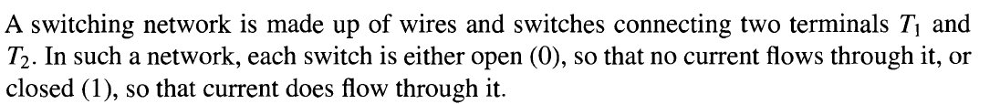 A switching network is made up of wires and switches connecting two terminals T₁ and
T₂. In such a network, each switch is either open (0), so that no current flows through it, or
closed (1), so that current does flow through it.